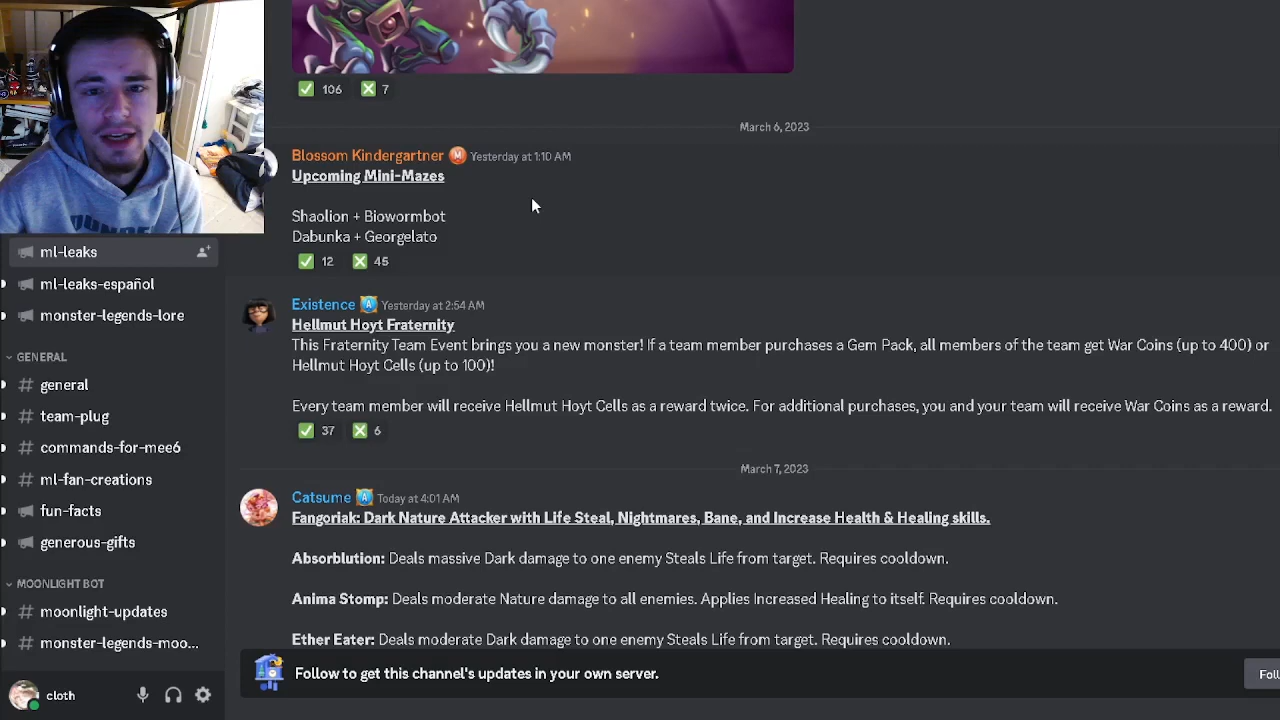 106 7
March 6, 2023
Blossom Kindergartner M Yesterday at 1:10 AM
Upcoming Mini-Mazes
Shaolion + Biowormbot
Dabunka + Georgelato
12 45
Existence Yesterday at 2:54 AM
Hellmut Hoyt Fraternity
This Fraternity Team Event brings you a new monster! If a team member purchases a Gem Pack, all members of the team get War Coins (up to 400) or
Hellmut Hoyt Cells (up to 100)!
Every team member will receive Hellmut Hoyt Cells as a reward twice. For additional purchases, you and your team will receive War Coins as a reward.
37 6
March 7, 2023
Catsume Today at 4:01 AM
Fangoriak: Dark Nature Attacker with Life Steal, Nightmares, Bane, and Increase Health & Healing skills.
Absorblution: Deals massive Dark damage to one enemy Steals Life from target. Requires cooldown.
Anima Stomp: Deals moderate Nature damage to all enemies. Applies Increased Healing to itself. Requires cooldown.
Ether Eater: Deals moderate Dark damage to one enemy Steals Life from target. Requires cooldown.
Follow to get this channel's updates in your own server.
ml-leaks
ml-leaks-español
monster-legends-lore
GENERAL
general
team-plug
commands-for-mee6
ml-fan-creations
fun-facts
generous-gifts
MOONLIGHT BOT
moonlight-updates
monster-legends-moo...
cloth